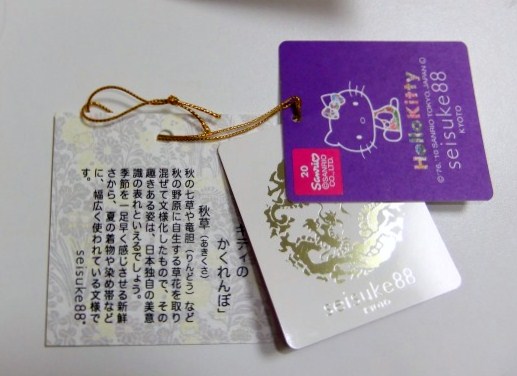 ティの
かくれんぼ」
秋草（あきくさ）
秋の七草や竜胆（りんどう）など
秋の野原に自生する草花を取り
混ぜて文様化したもので、その
趣きある姿は、日本独自の美意
識の表れといえるでしょう。
季節を一足早く感じさせる新鮮
さから、夏の着物や染め帯など
に、幅広く使われている文様で
す。
seisuke88®
HelloKitty
©'76,'10 SANRIO TOKYO,JAPAN ©
seisuke88
KYOTO
20
Sanrio
©SANRIO
seisuke88
KYOTO